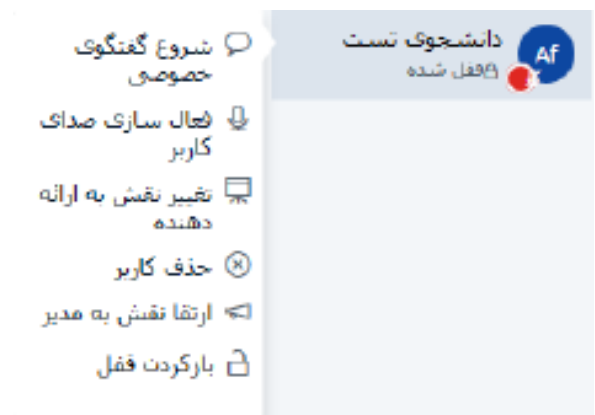 دانشجوی تست
Af
قفل شده
شروع گفتگوی
خصوصی
فعال سازی صدای
کاربر
تغییر نقش به ارائه
دهنده
حذف کاربر
ارتقا نقش به مدیر
بازکردن قفل